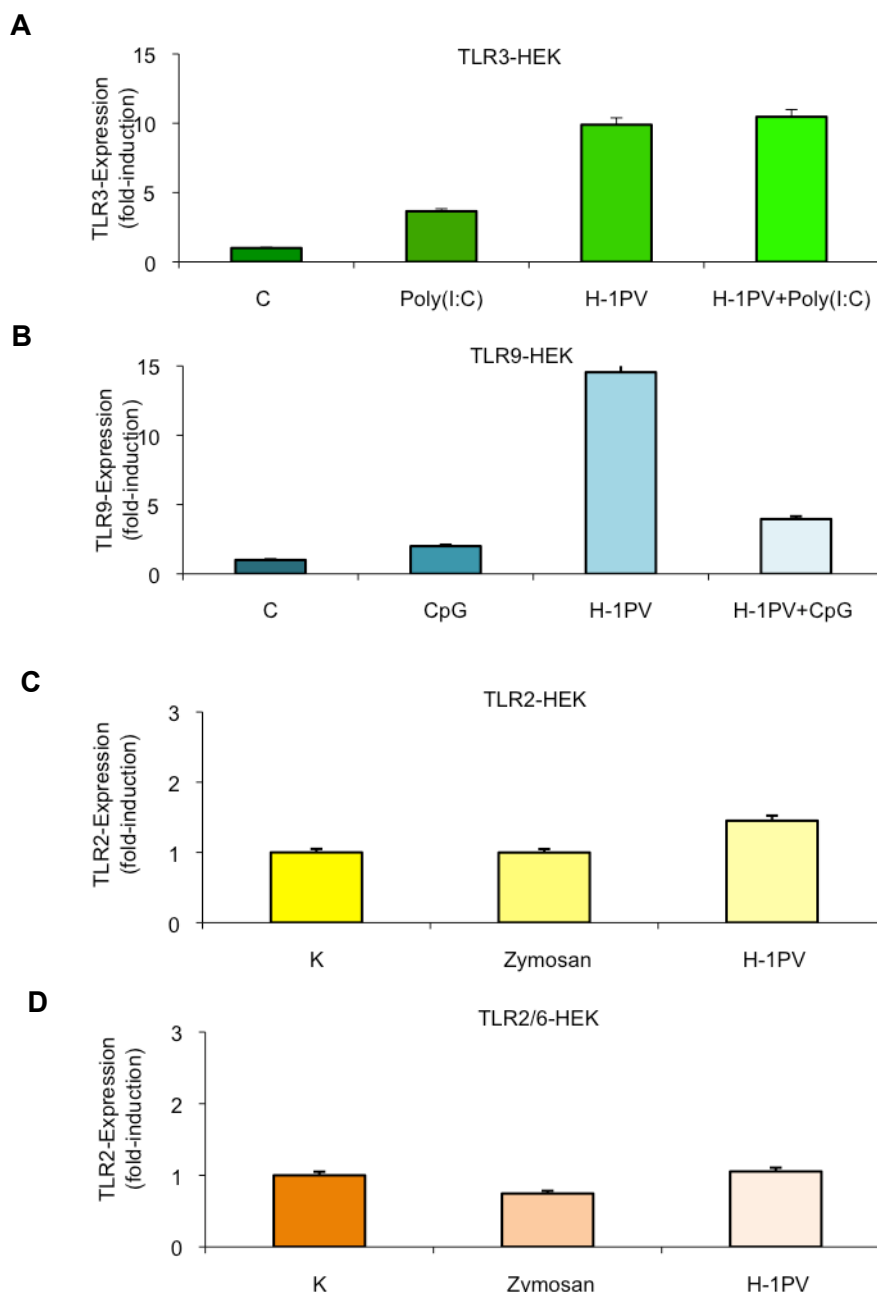 A
TLR3-HEK
TLR3-Expression
(fold-induction)
15
10
5
0
C Poly(I:C) H-1PV H-1PV+Poly(I:C)
B
TLR9-HEK
TLR9-Expression
(fold-induction)
15
10
5
0
C CpG H-1PV H-1PV+CpG
C
TLR2-HEK
TLR2-Expression
(fold-induction)
3
2
1
0
K Zymosan H-1PV
D
TLR2/6-HEK
TLR2-Expression
(fold-induction)
3
2
1
0
K Zymosan H-1PV